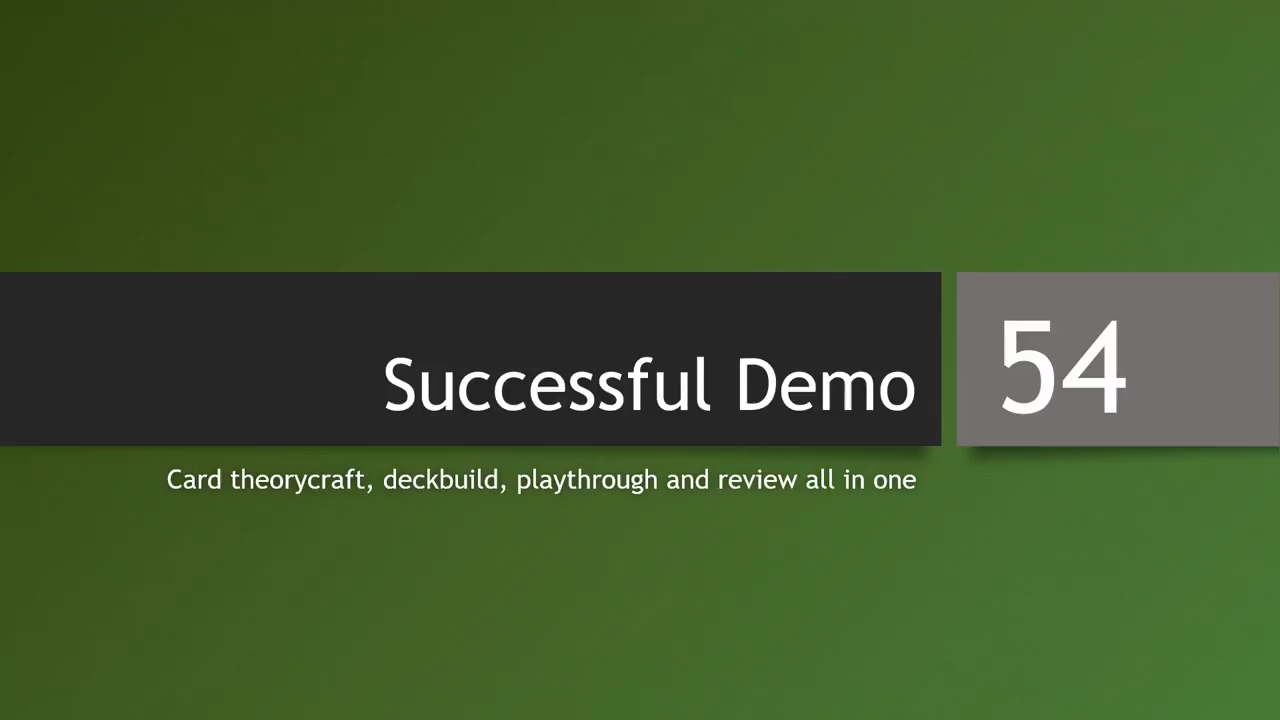 Successful Demo
54
Card theorycraft, deckbuild, playthrough and review all in one